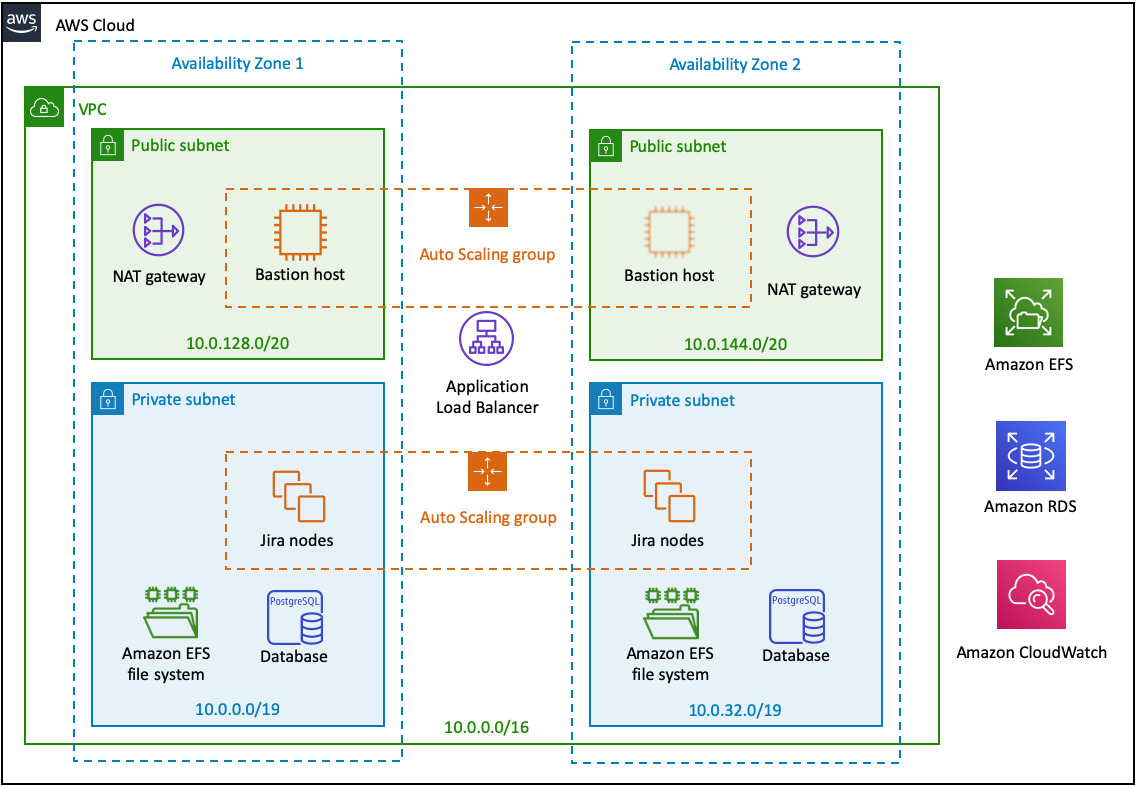 aws
AWS Cloud
Availability Zone 1
Availability Zone 2
VPC
Public subnet
Public subnet
NAT gateway
Bastion host
Auto Scaling group
Bastion host
NAT gateway
10.0.128.0/20
10.0.144.0/20
Application
Load Balancer
Private subnet
Private subnet
Jira nodes
Auto Scaling group
Jira nodes
PostgreSQL
PostgreSQL
Amazon EFS
file system
Database
Amazon EFS
file system
Database
10.0.0.0/19
10.0.32.0/19
10.0.0.0/16
Amazon EFS
Amazon RDS
Amazon CloudWatch